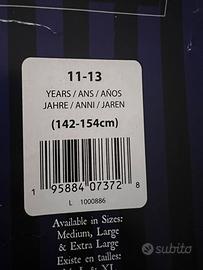 11-13
YEARS / ANS / AÑOS
JAHRE / ANNI / JAREN
(142-154cm)
1 95884 07372 8
L 1000886
Available in Sizes:
Medium, Large
& Extra Large
Existe en tailles:
subito